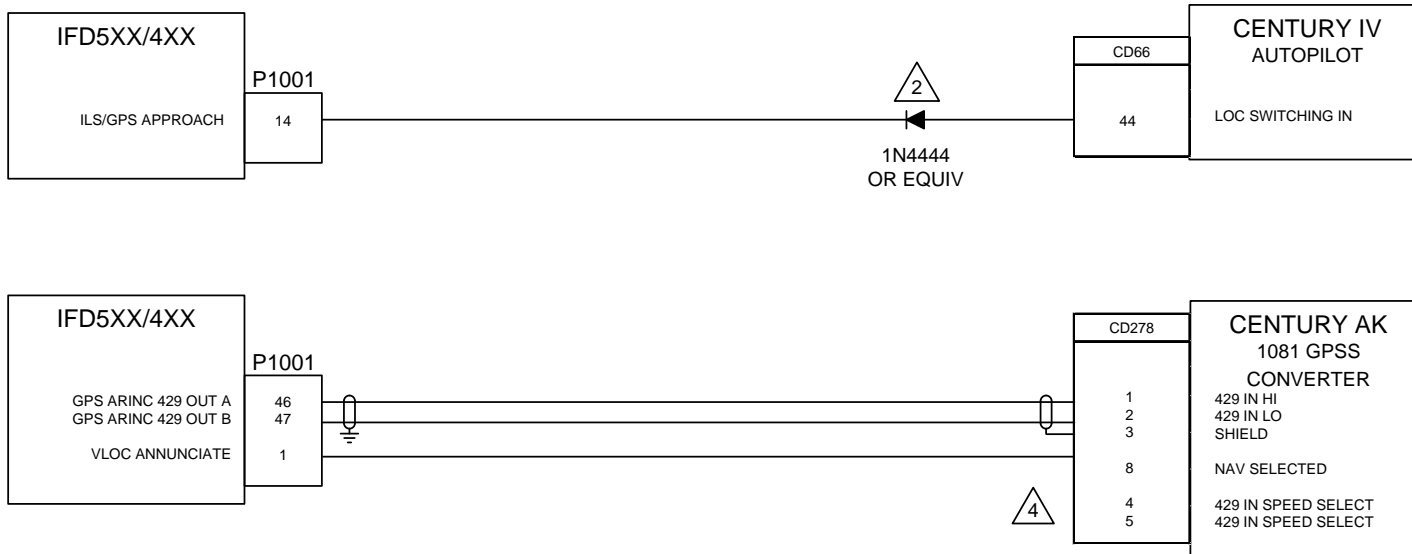 IFD5XX/4XX
P1001
ILS/GPS APPROACH
14
2
1N4444
OR EQUIV
CD66
44
CENTURY IV
AUTOPILOT
LOC SWITCHING IN
IFD5XX/4XX
P1001
GPS ARINC 429 OUT A
46
GPS ARINC 429 OUT B
47
VLOC ANNUNCIATE
1
4
CD278
CENTURY AK
1081 GPSS
CONVERTER
1
429 IN HI
2
429 IN LO
3
SHIELD
8
NAV SELECTED
4
429 IN SPEED SELECT
5
429 IN SPEED SELECT